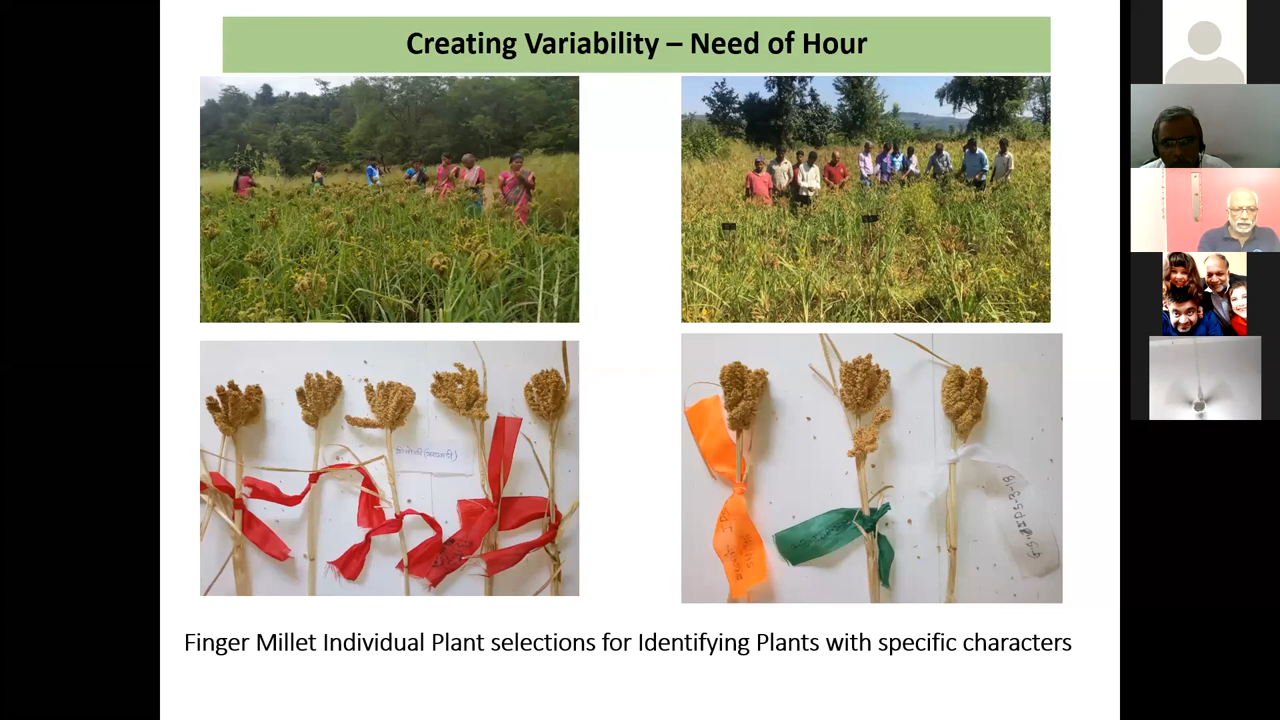 Creating Variability – Need of Hour
Finger Millet Individual Plant selections for Identifying Plants with specific characters